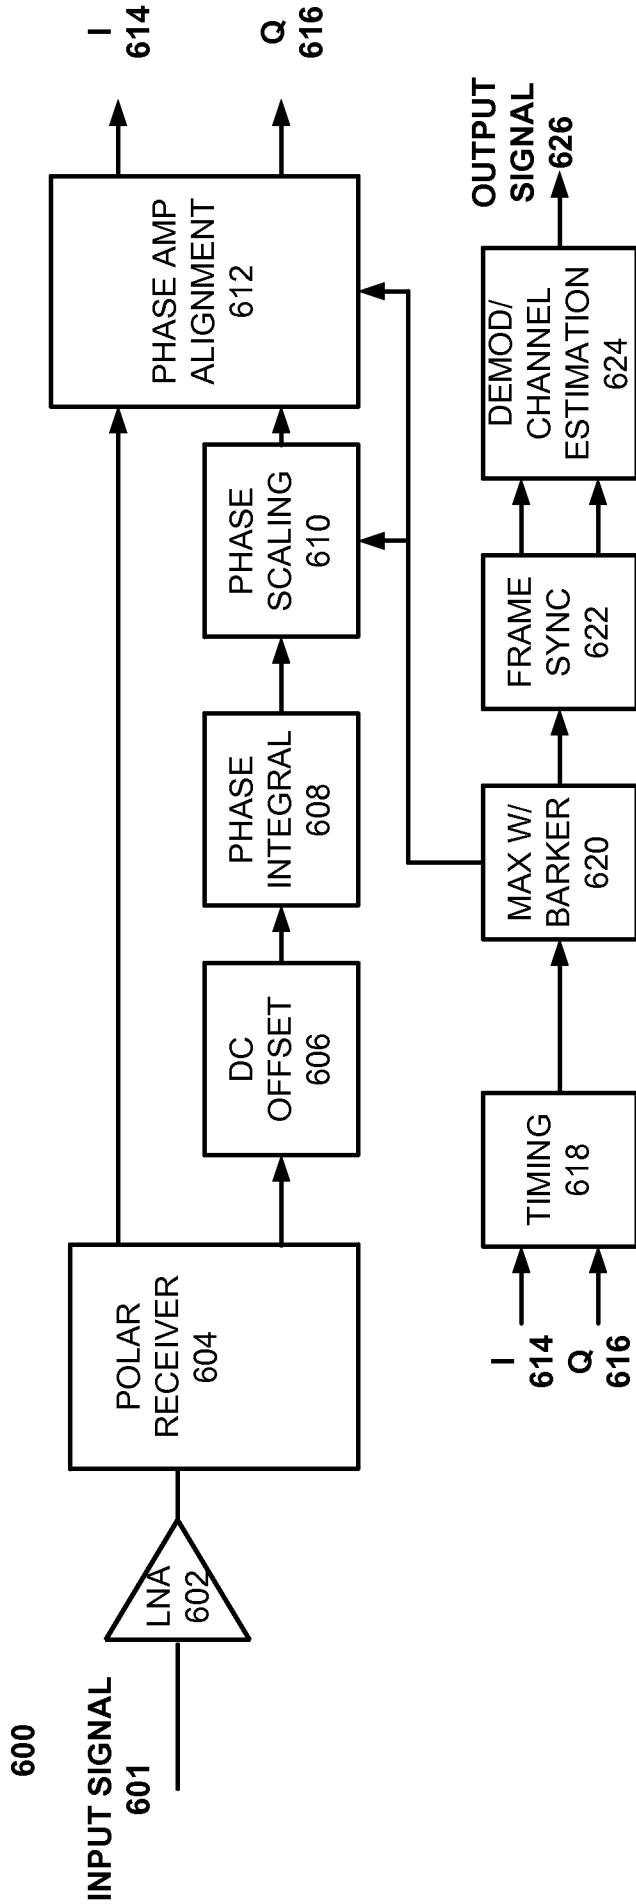 600
INPUT SIGNAL
601
LNA
602
POLAR
RECEIVER
604
DC
OFFSET
606
PHASE
INTEGRAL
608
PHASE
SCALING
610
PHASE AMP
ALIGNMENT
612
I
614
Q
616
I
614
Q
616
TIMING
618
MAX W/
BARKER
620
FRAME
SYNC
622
DEMOD/
CHANNEL
ESTIMATION
624
OUTPUT
SIGNAL
626